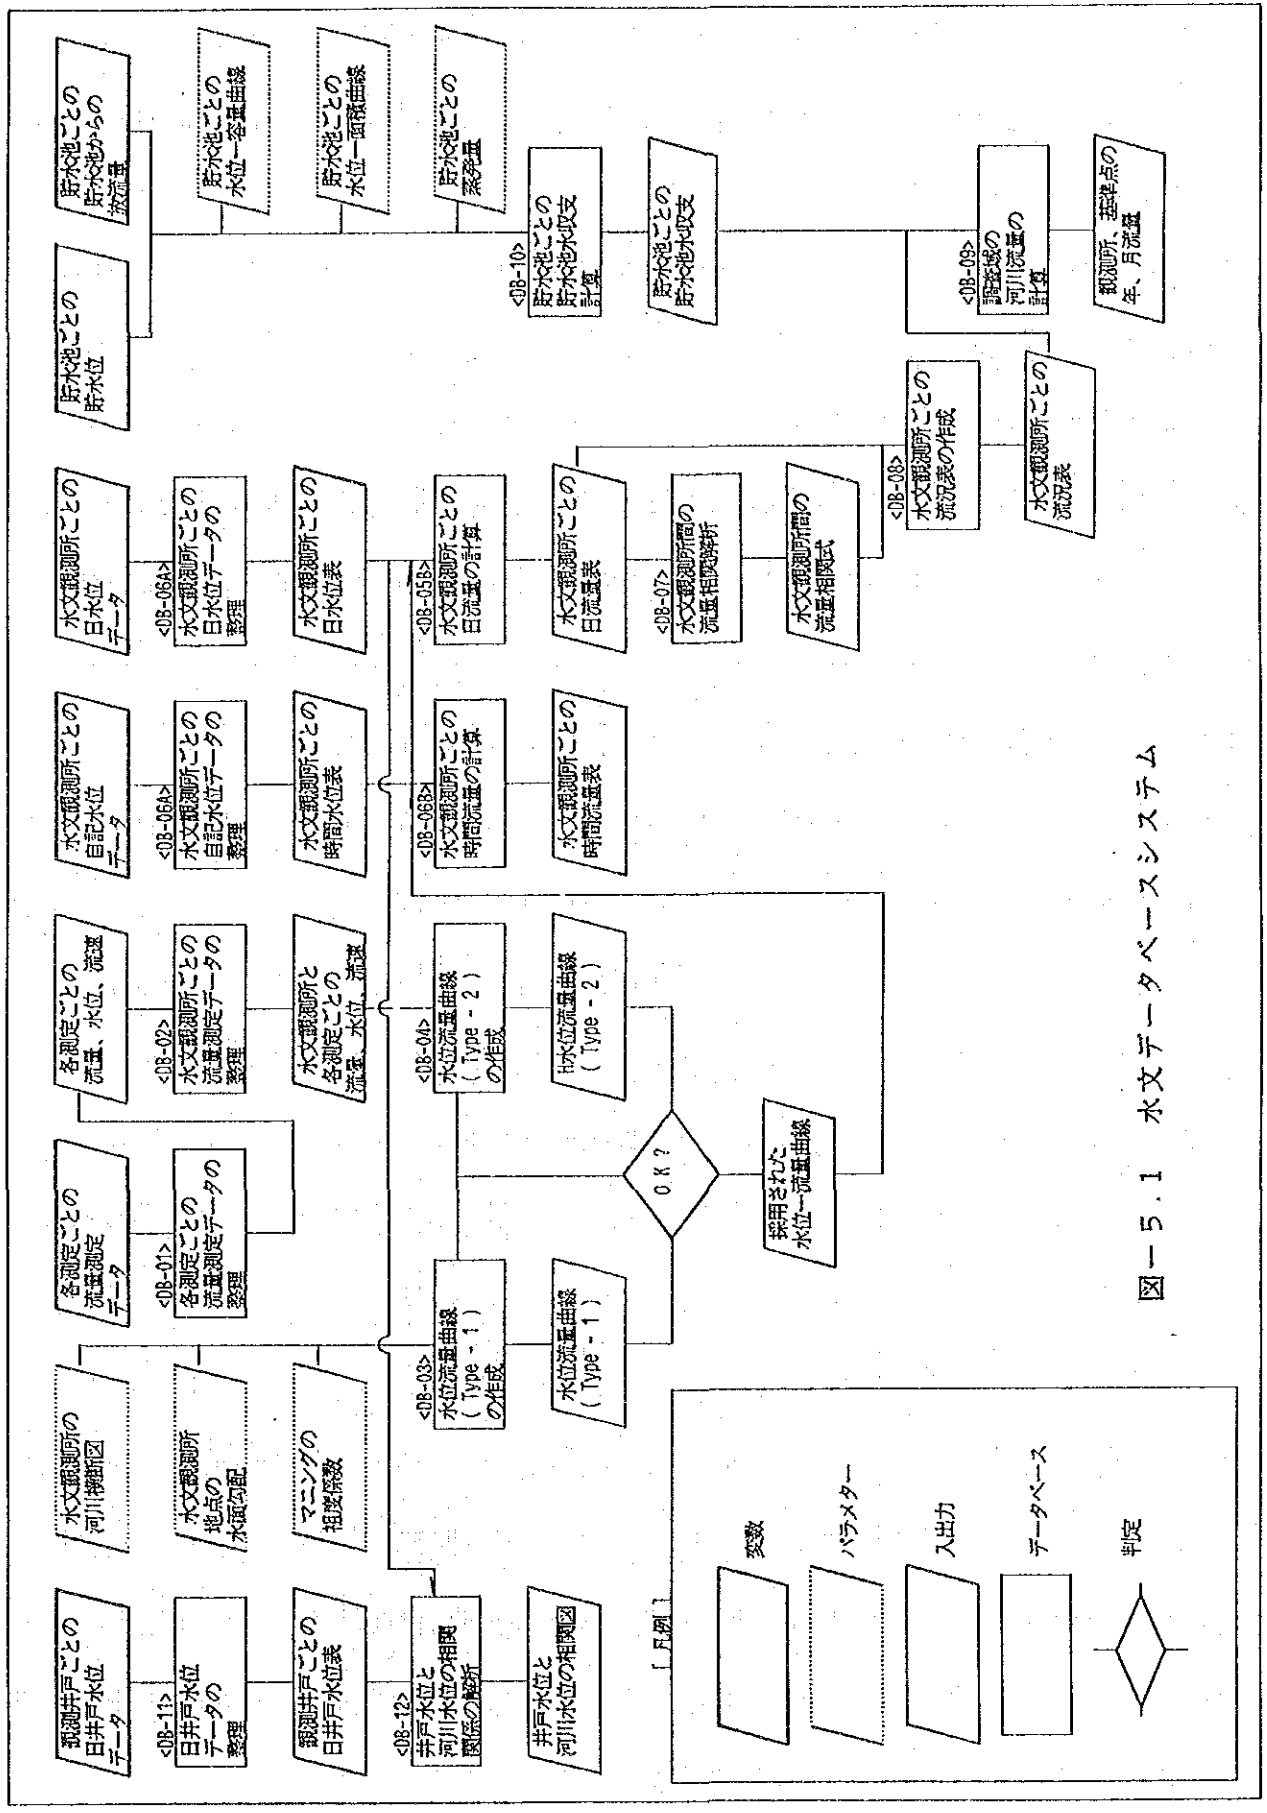 観測井戸ごとの
日井戸水位
データ
<DB-11>
日井戸水位
データの
整理
観測井戸ごとの
日井戸水位表
<DB-12>
井戸水位と
河川水位の相関
関係の解析
井戸水位と
河川水位の相関図
水文観測所の
河川横断図
水文観測所
地点の
水面勾配
マニングの
粗度係数
<DB-03>
水位流量曲線
( Type - 1 )
の作成
水位流量曲線
( Type - 1 )
各測定ごとの
流量測定
データ
<DB-01>
各測定ごとの
流量測定データの
整理
各測定ごとの
流量、水位、流速
<DB-02>
水文観測所ごとの
流量測定データの
整理
水文観測所と
各測定ごとの
流量、水位、流速
<DB-04>
水位流量曲線
( Type - 2 )
の作成
H水位流量曲線
( Type - 2 )
O K ?
採用された
水位ー流量曲線
水文観測所ごとの
自記水位
データ
<DB-06A>
水文観測所ごとの
自記水位データの
整理
水文観測所ごとの
時間水位表
<DB-06B>
水文観測所ごとの
時間流量の計算
水文観測所ごとの
時間流量表
水文観測所ごとの
日水位
データ
<DB-06A>
水文観測所ごとの
日水位データの
整理
水文観測所ごとの
日水位表
<DB-05B>
水文観測所ごとの
日流量の計算
水文観測所ごとの
日流量表
<DB-07>
水文観測所間の
流量相関解析
水文観測所間の
流量相関式
<DB-08>
水文観測所ごとの
流況表の作成
水文観測所ごとの
流況表
貯水池ごとの
貯水位
貯水池ごとの
貯水池からの
放流量
貯水池ごとの
水位ー容量曲線
貯水池ごとの
水位ー面積曲線
貯水池ごとの
蒸発量
<DB-10>
貯水池ごとの
貯水池水収支
計算
貯水池ごとの
貯水池水収支
<DB-09>
調査域の
河川流量の
計算
観測所、基準点の
年、月流量
[ 凡例 ]
変数
パラメター
入出力
データベース
判定
図ー５．１　水文データベースシステム